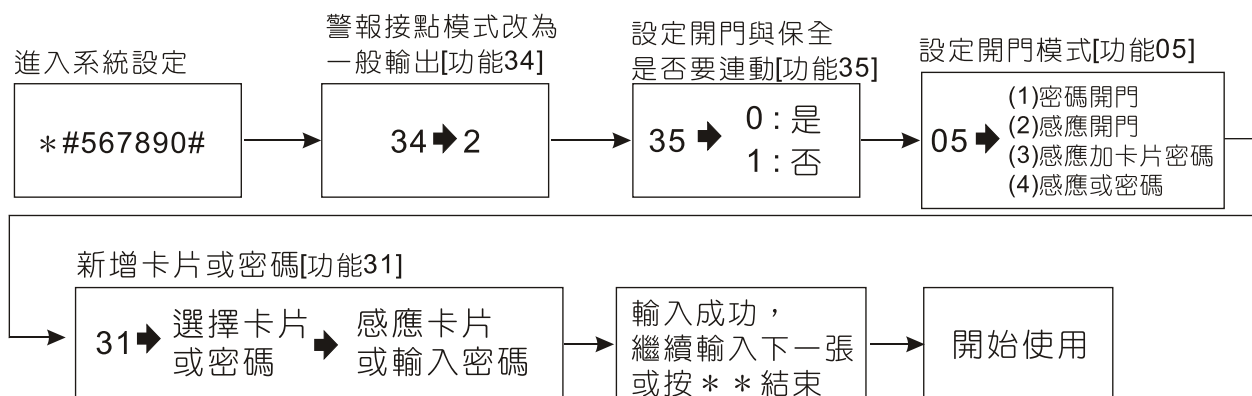 進入系統設定
＊#567890#
警報接點模式改為
一般輸出[功能34]
34➡2
設定開門與保全
是否要連動[功能35]
35➡
0：是
1：否
設定開門模式[功能05]
05➡
(1)密碼開門
(2)感應開門
(3)感應加卡片密碼
(4)感應或密碼
新增卡片或密碼[功能31]
31➡
選擇卡片
或密碼
➡
感應卡片
或輸入密碼
輸入成功，
繼續輸入下一張
或按＊＊結束
開始使用